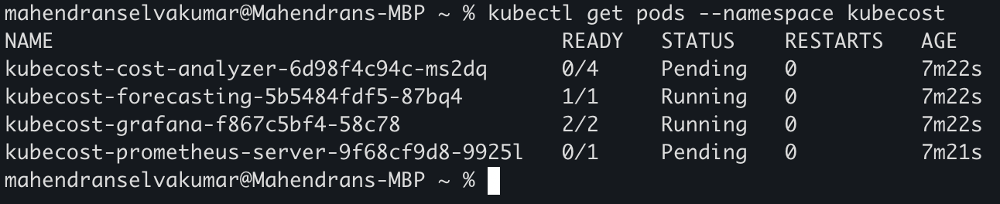 mahendranselvakumar@Mahendrans-MBP ~ % kubectl get pods --namespace kubecost
NAME READY STATUS RESTARTS AGE
kubecost-cost-analyzer-6d98f4c94c-ms2dq 0/4 Pending 0 7m22s
kubecost-forecasting-5b5484fdf5-87bq4 1/1 Running 0 7m22s
kubecost-grafana-f867c5bf4-58c78 2/2 Running 0 7m22s
kubecost-prometheus-server-9f68cf9d8-9925l 0/1 Pending 0 7m21s
mahendranselvakumar@Mahendrans-MBP ~ %